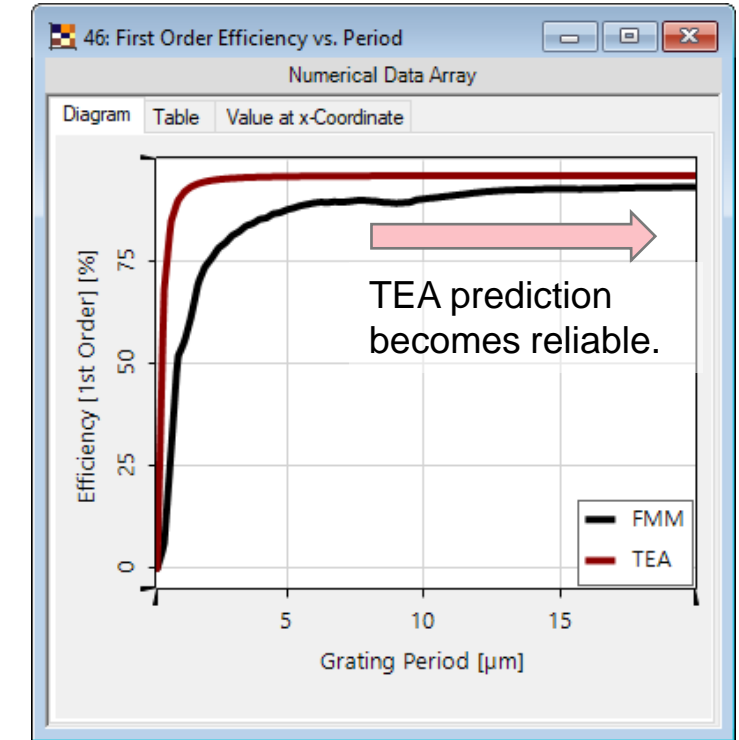 46: First Order Efficiency vs. Period
Numerical Data Array
Diagram Table Value at x-Coordinate
Efficiency [1st Order] [%]
75
50
25
0
TEA prediction
becomes reliable.
FMM
TEA
5 10 15
Grating Period [µm]